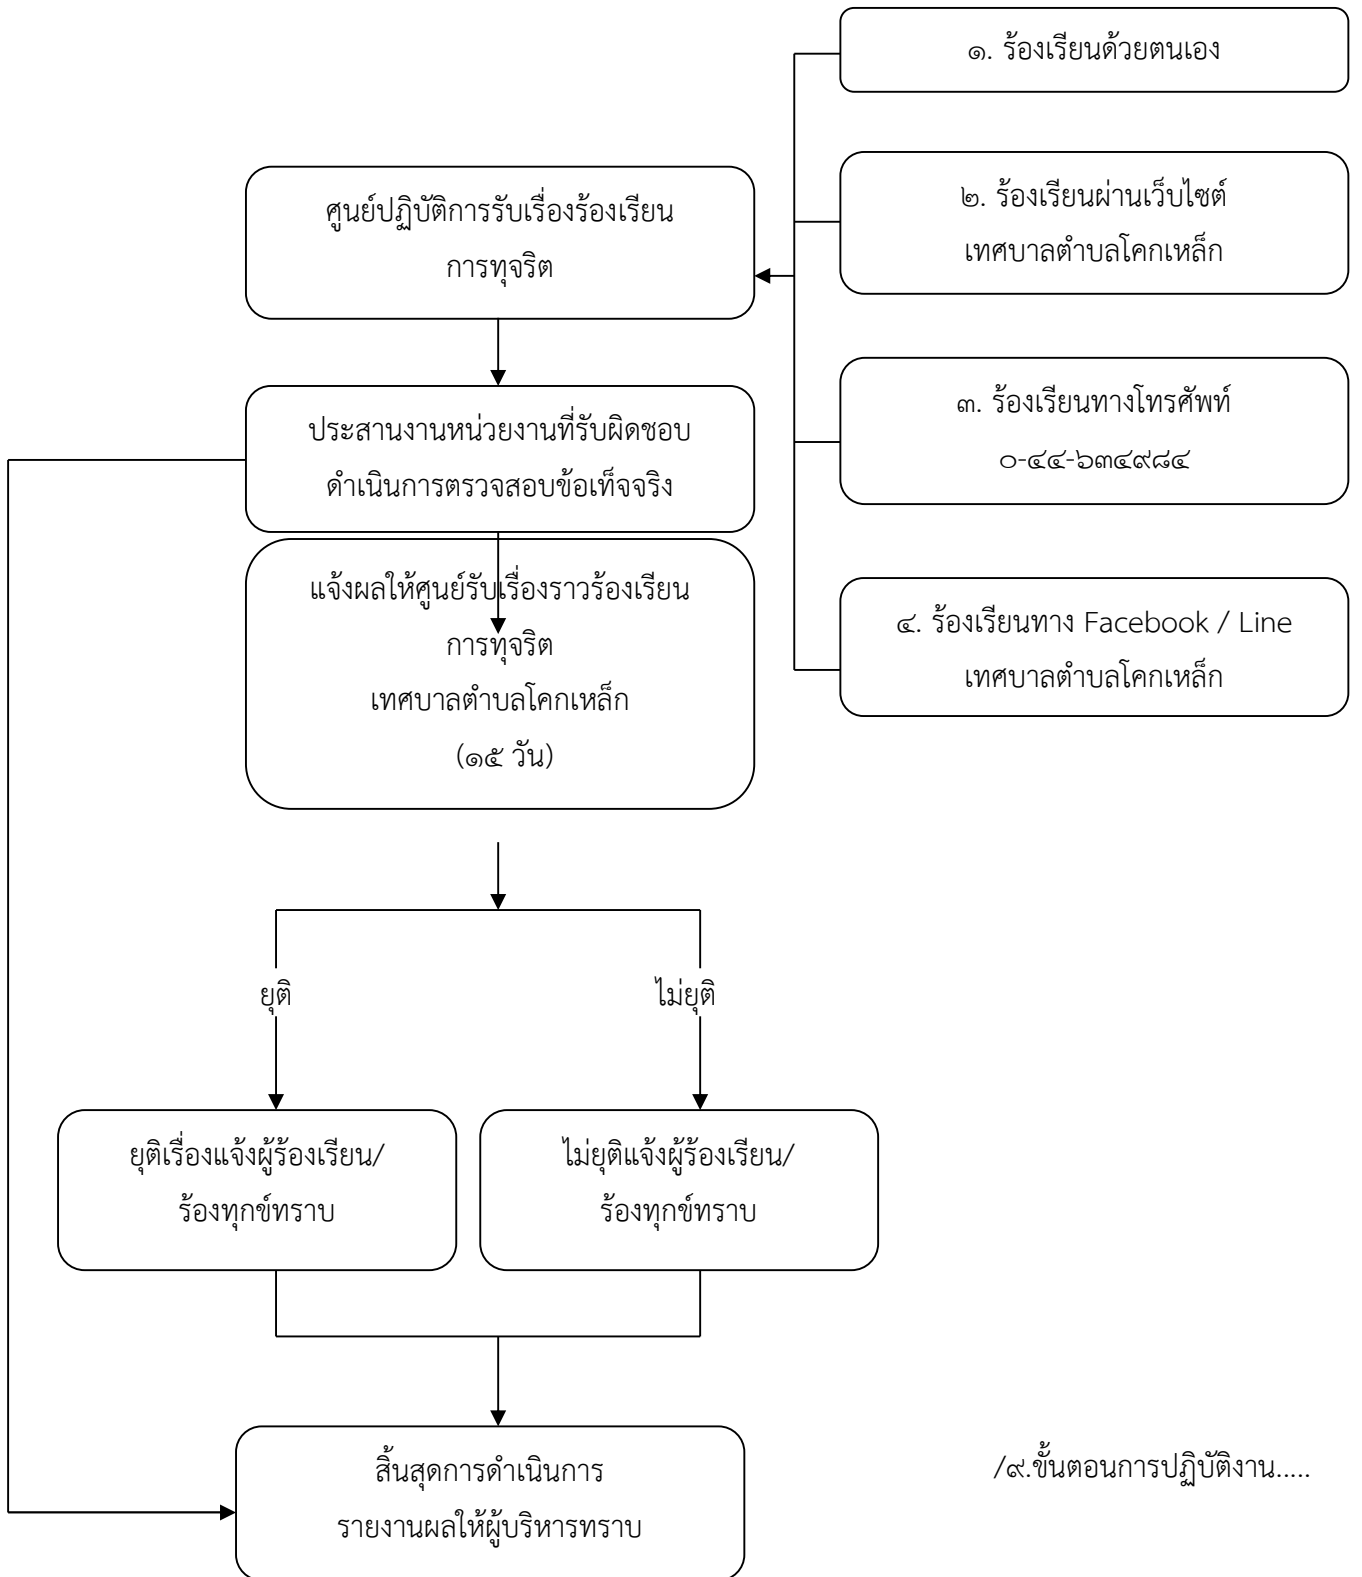 ๑. ร้องเรียนด้วยตนเอง
๒. ร้องเรียนผ่านเว็บไซต์
เทศบาลตำบลโคกเหล็ก
ศูนย์ปฏิบัติการรับเรื่องร้องเรียน
การทุจริต
๓. ร้องเรียนทางโทรศัพท์
๐-๔๔-๖๓๔๙๘๔
ประสานงานหน่วยงานที่รับผิดชอบ
ดำเนินการตรวจสอบข้อเท็จจริง
แจ้งผลให้ศูนย์รับเรื่องราวร้องเรียน
การทุจริต
เทศบาลตำบลโคกเหล็ก
(๑๕ วัน)
๔. ร้องเรียนทาง Facebook / Line
เทศบาลตำบลโคกเหล็ก
ยุติ
ไม่ยุติ
ยุติเรื่องแจ้งผู้ร้องเรียน/
ร้องทุกข์ทราบ
ไม่ยุติแจ้งผู้ร้องเรียน/
ร้องทุกข์ทราบ
สิ้นสุดการดำเนินการ
รายงานผลให้ผู้บริหารทราบ
/๙.ขั้นตอนการปฏิบัติงาน.....